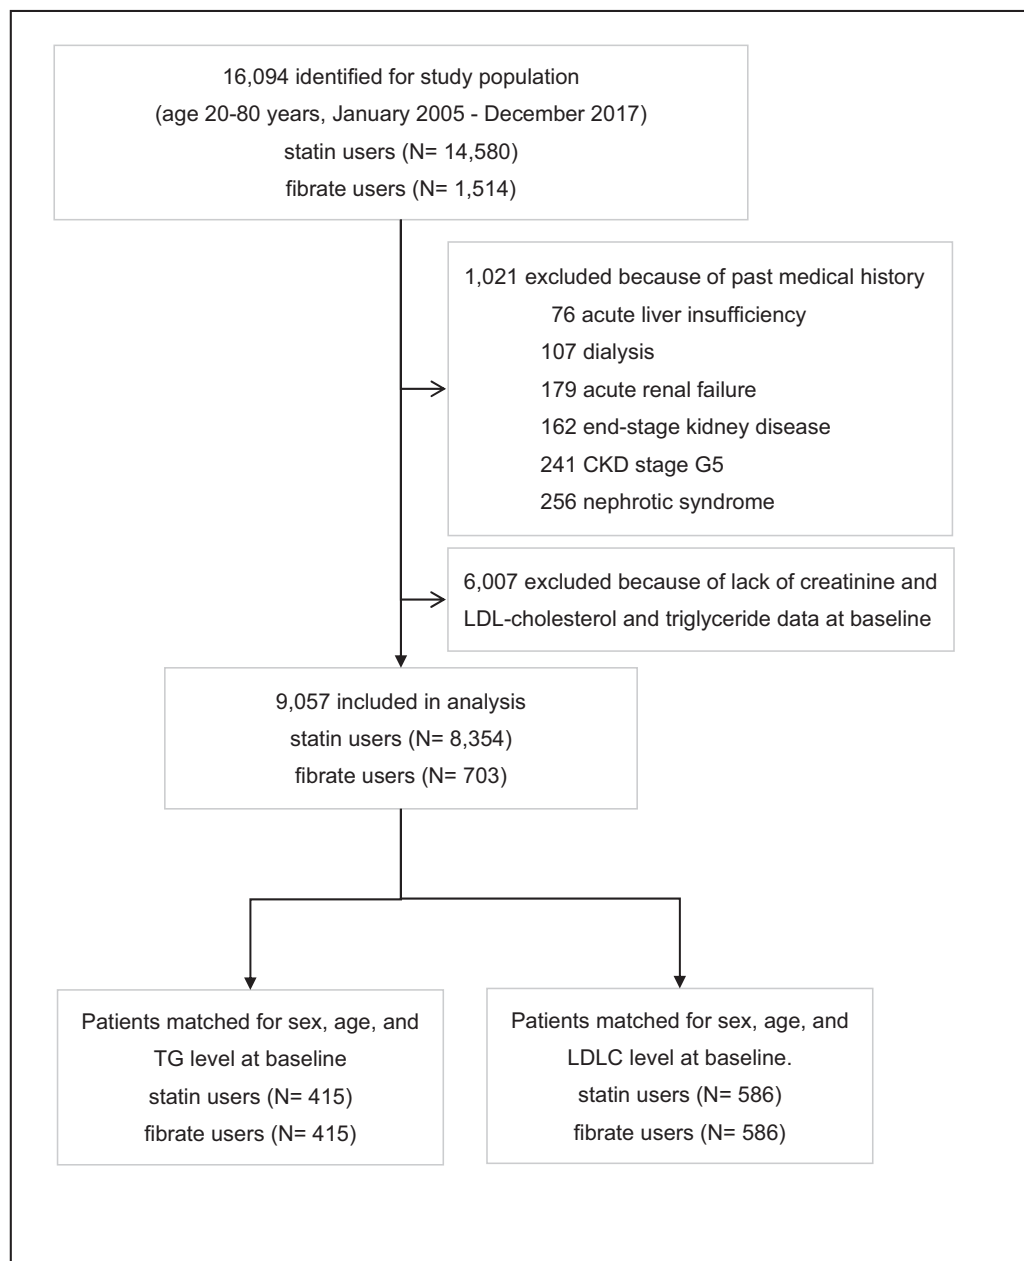 16,094 identified for study population
(age 20-80 years, January 2005 - December 2017)
statin users (N= 14,580)
fibrate users (N= 1,514)
1,021 excluded because of past medical history
76 acute liver insufficiency
107 dialysis
179 acute renal failure
162 end-stage kidney disease
241 CKD stage G5
256 nephrotic syndrome
6,007 excluded because of lack of creatinine and
LDL-cholesterol and triglyceride data at baseline
9,057 included in analysis
statin users (N= 8,354)
fibrate users (N= 703)
Patients matched for sex, age, and
TG level at baseline
statin users (N= 415)
fibrate users (N= 415)
Patients matched for sex, age, and
LDLC level at baseline.
statin users (N= 586)
fibrate users (N= 586)